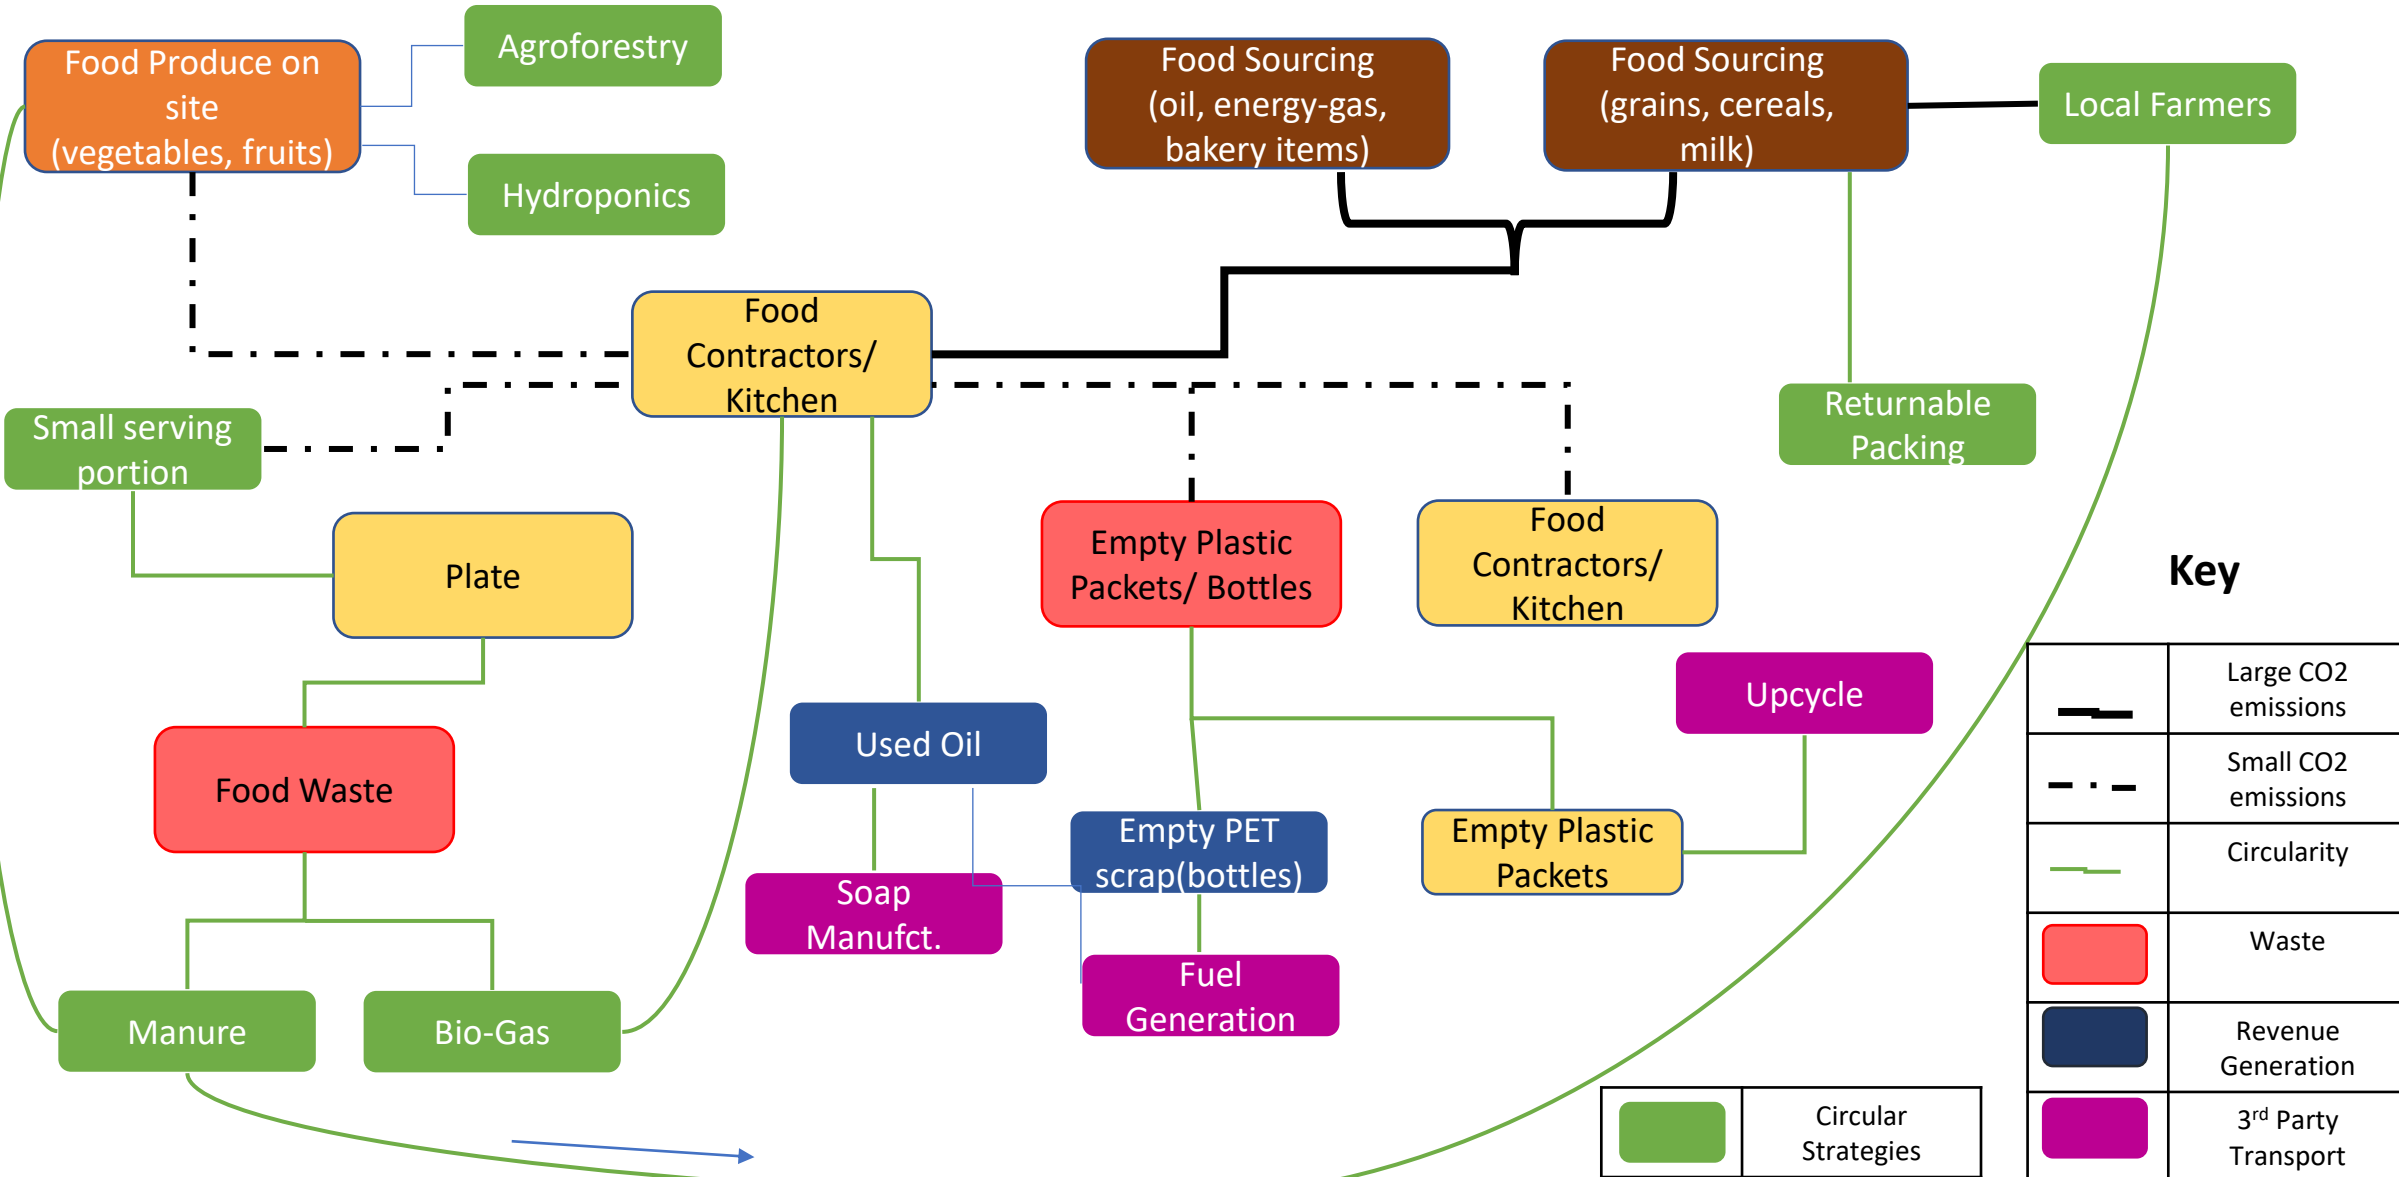 Food Produce on
site
(vegetables, fruits)
Agroforestry
Hydroponics
Food Sourcing
(oil, energy-gas,
bakery items)
Food Sourcing
(grains, cereals,
milk)
Local Farmers
Food
Contractors/
Kitchen
Returnable
Packing
Small serving
portion
Plate
Empty Plastic
Packets/ Bottles
Food
Contractors/
Kitchen
Food Waste
Used Oil
Upcycle
Empty PET
scrap(bottles)
Empty Plastic
Packets
Soap
Manufct.
Fuel
Generation
Manure
Bio-Gas
Key
Large CO2
emissions
Small CO2
emissions
Circularity
Waste
Revenue
Generation
3rd Party
Transport
Circular
Strategies